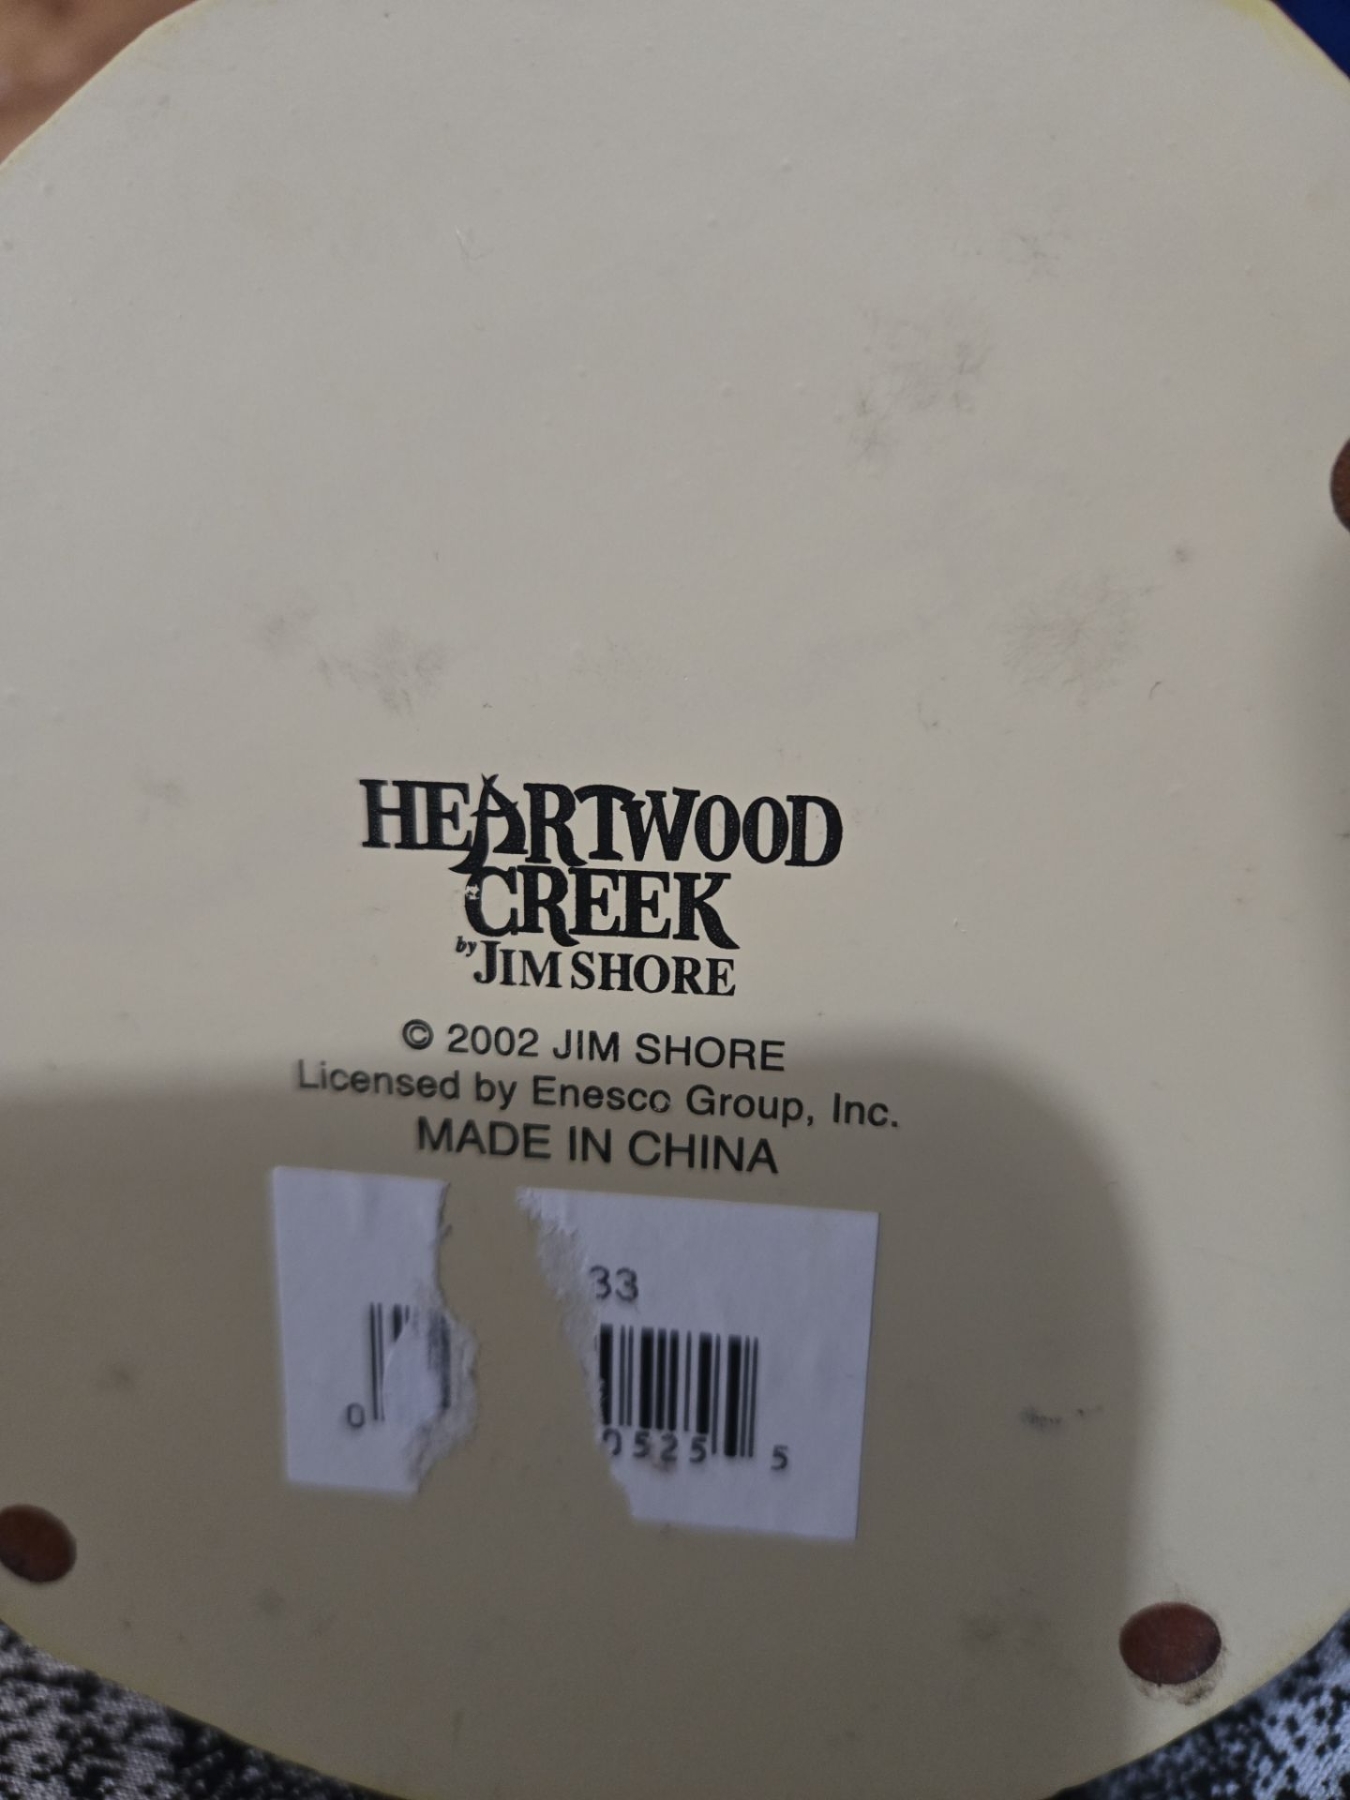 HEARTWOOD
CREEK
by JIM SHORE
© 2002 JIM SHORE
Licensed by Enesco Group, Inc.
MADE IN CHINA
33
0 0525 5